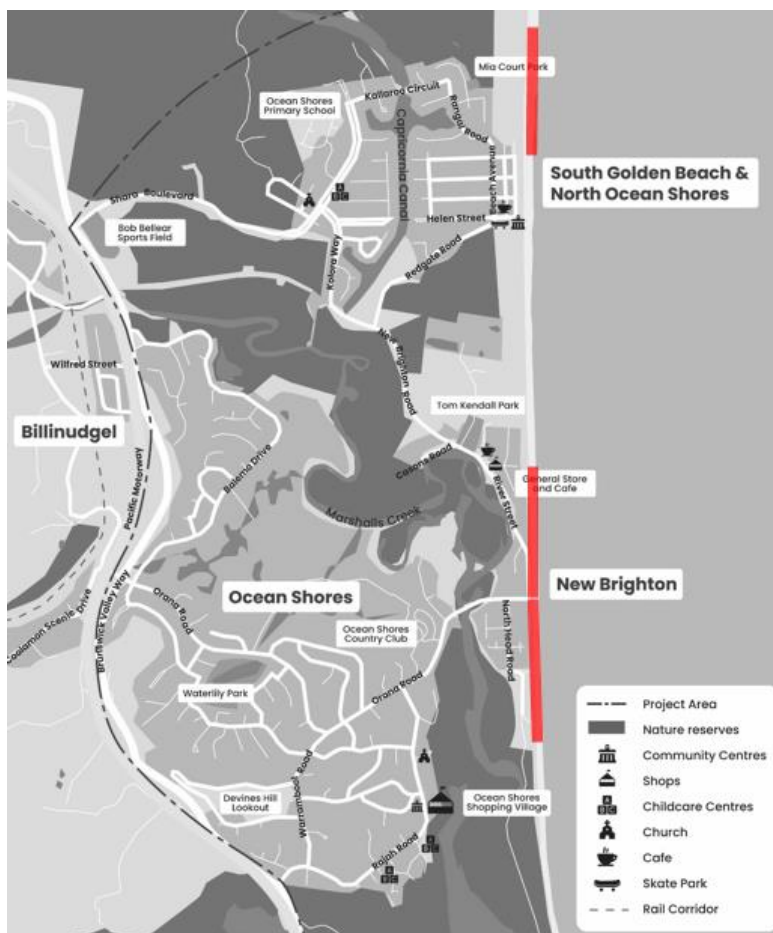 Mia Court Park
Kallaroo Circuit
Ocean Shores
Primary School
Rangal Road
Capricornia Canal
South Golden Beach &
North Ocean Shores
Shara Boulevard
Beach Avenue
Helen Street
Bob Bellear
Sports Field
Redgate Road
Kolora Way
New Brighton Road
Wilfred Street
Tom Kendall Park
Billinudgel
Casons Road
General Store
and Cafe
Balemo Drive
River Street
Pacific Motorway
Marshalls Creek
New Brighton
Ocean Shores
Brunswick Valley Way
Coolamon Scenic Drive
Orana Road
Ocean Shores
Country Club
North Head Road
Waterlily Park
Orana Road
Project Area
Nature reserves
Community Centres
Shops
Childcare Centres
Church
Cafe
Skate Park
Rail Corridor
Devines Hill
Lookout
Warrambool Road
Ocean Shores
Shopping Village
Rajah Road
A
B C
A
B C
A
B C
A
B C